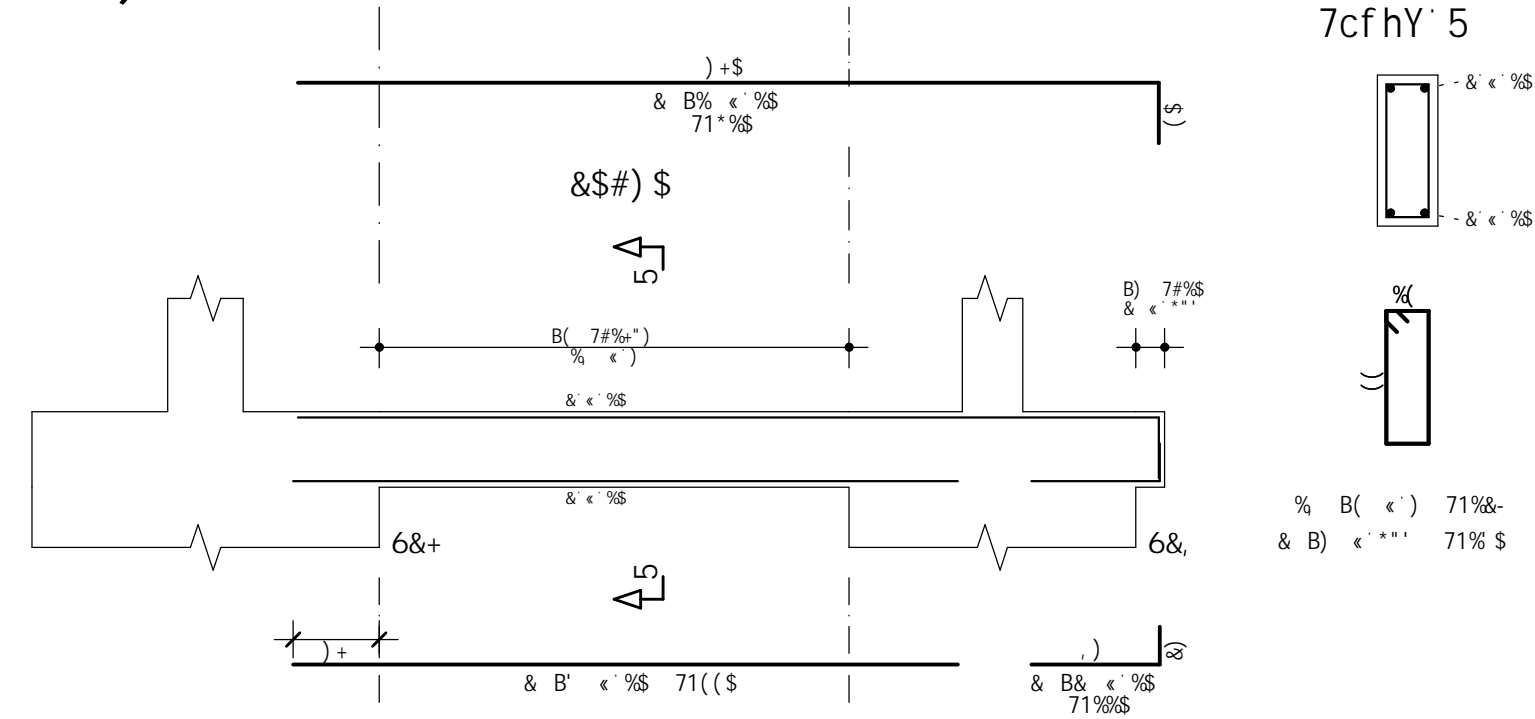 7cfhY˙5
)+$
& B% «˙%$
71*%$
($
&$#)$
5
&˙«˙%$
&˙«˙%$
B( 7#%+")
%, «˙)
B) 7#%$
& «˙*"'
%(
))
&˙«˙%$
&˙«˙%$
%, B( «˙) 71%&-
& B) «˙*"' 71%'$
6&+
6&,
5
)+
& B' «˙%$ 71(($
,)
& B& «˙%$
71%%$
&)